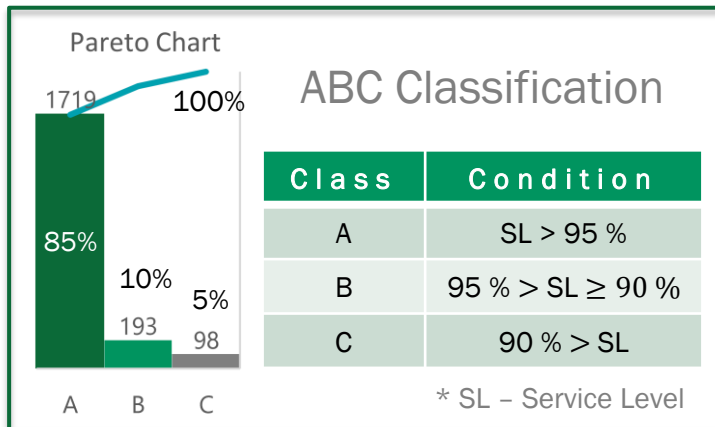 Pareto Chart
1719
100%
85%
10%
5%
193
98
A B C
ABC Classification
Class Condition
A SL > 95 %
B 95 % > SL ≥ 90 %
C 90 % > SL
* SL – Service Level